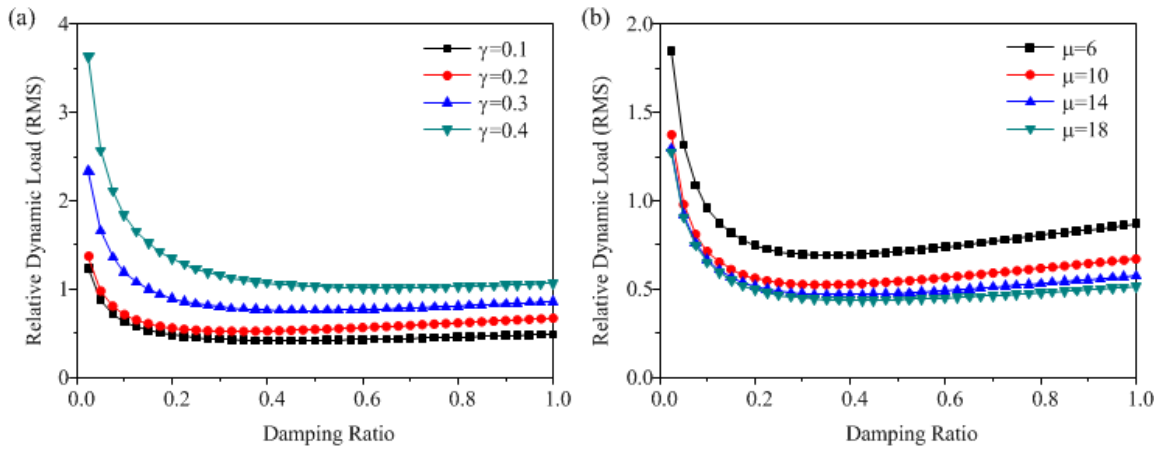 (a)
4
3
2
1
0
0.0 0.2 0.4 0.6 0.8 1.0
Relative Dynamic Load (RMS)
Damping Ratio
γ=0.1
γ=0.2
γ=0.3
γ=0.4
(b)
2.0
1.5
1.0
0.5
0.0
0.0 0.2 0.4 0.6 0.8 1.0
Relative Dynamic Load (RMS)
Damping Ratio
μ=6
μ=10
μ=14
μ=18